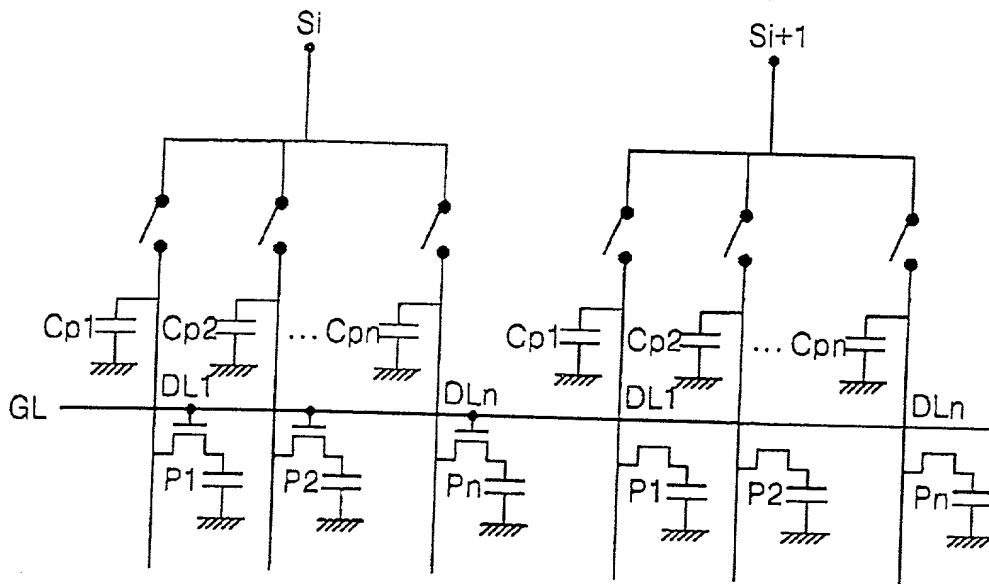 Si
Si+1
Cp1
Cp2
...
Cpn
Cp1
Cp2
...
Cpn
GL
DL1
DLn
DL1
DLn
P1
P2
Pn
P1
P2
Pn